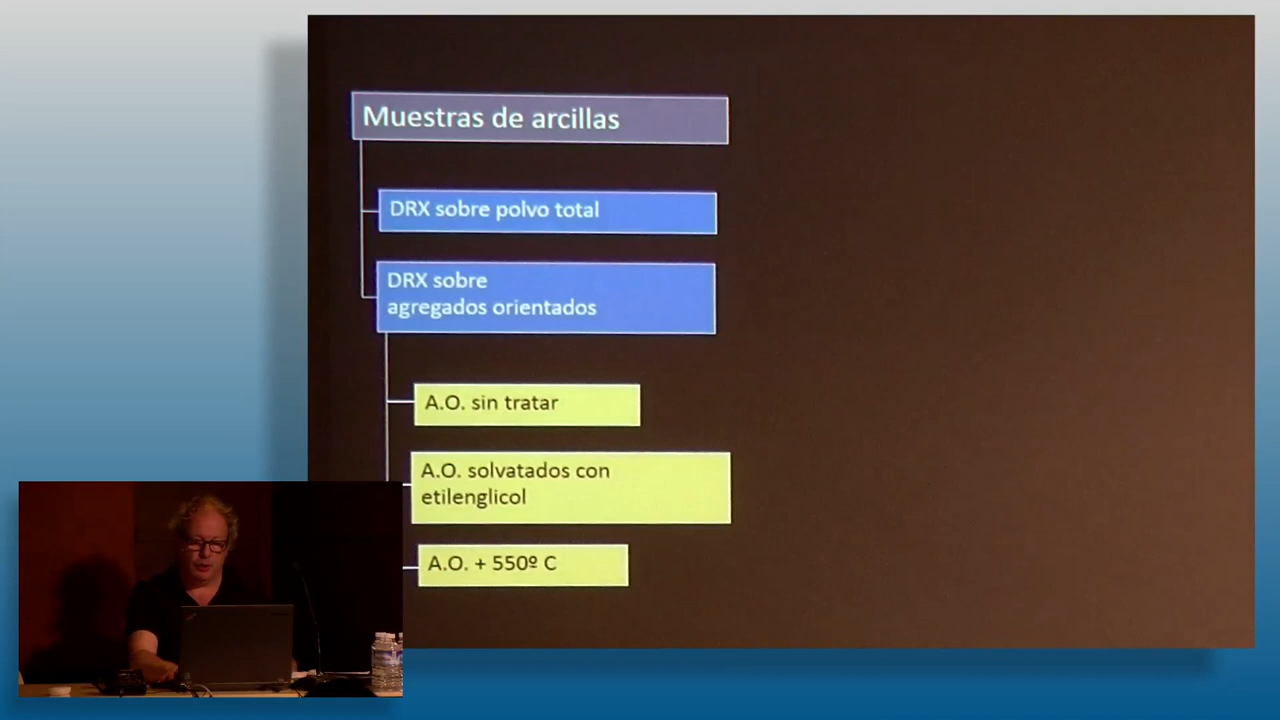 Muestras de arcillas
DRX sobre polvo total
DRX sobre
agregados orientados
A.O. sin tratar
A.O. solvatados con
etilenglicol
A.O. + 550º C